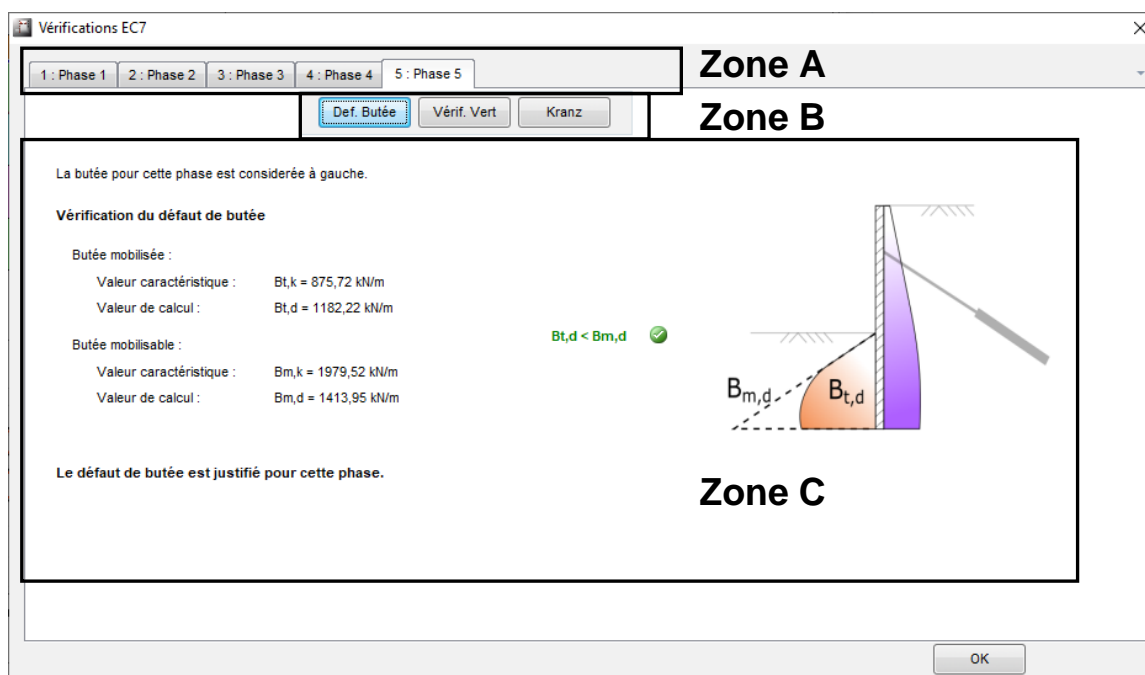 Vérifications EC7
1 : Phase 1 2 : Phase 2 3 : Phase 3 4 : Phase 4 5 : Phase 5
Zone A
Def. Butée Vérif. Vert Kranz
Zone B
La butée pour cette phase est considérée à gauche.
Vérification du défaut de butée
Butée mobilisée :
Valeur caractéristique : Bt,k = 875,72 kN/m
Valeur de calcul : Bt,d = 1182,22 kN/m
Bt,d < Bm,d
Butée mobilisable :
Valeur caractéristique : Bm,k = 1979,52 kN/m
Valeur de calcul : Bm,d = 1413,95 kN/m
Bm,d Bt,d
Le défaut de butée est justifié pour cette phase.
Zone C
OK